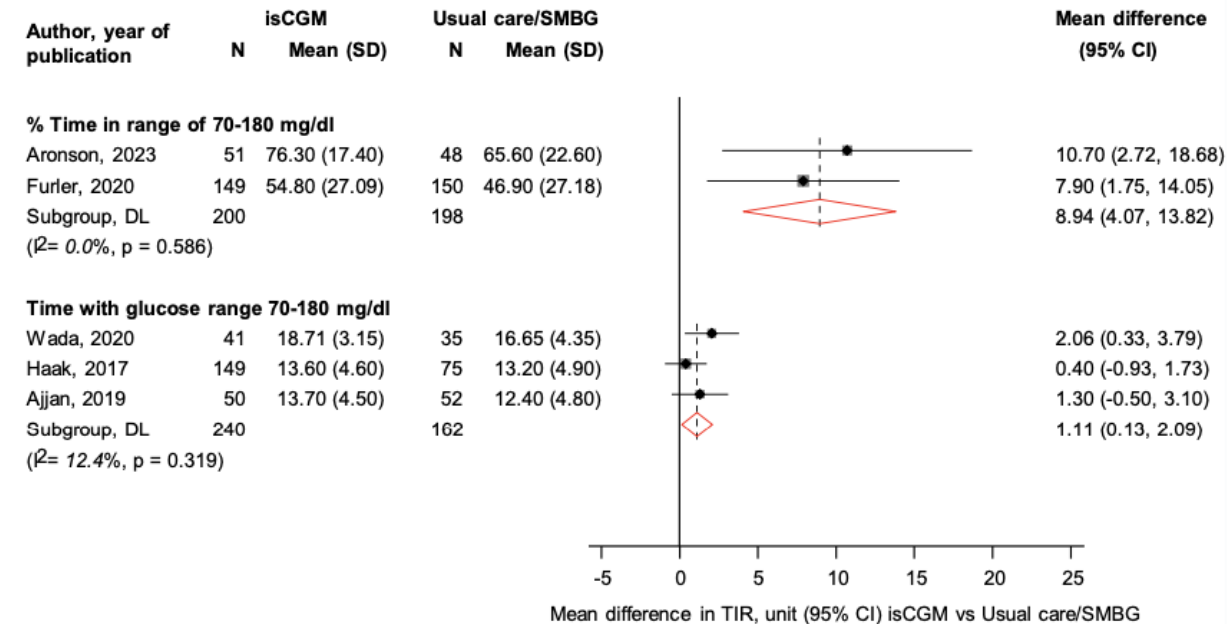 isCGM Usual care/SMBG Mean difference
Author, year of publication N Mean (SD) N Mean (SD) (95% CI)
% Time in range of 70-180 mg/dl
Aronson, 2023 51 76.30 (17.40) 48 65.60 (22.60) 10.70 (2.72, 18.68)
Furler, 2020 149 54.80 (27.09) 150 46.90 (27.18) 7.90 (1.75, 14.05)
Subgroup, DL 200 198 8.94 (4.07, 13.82)
(I2= 0.0%, p = 0.586)
Time with glucose range 70-180 mg/dl
Wada, 2020 41 18.71 (3.15) 35 16.65 (4.35) 2.06 (0.33, 3.79)
Haak, 2017 149 13.60 (4.60) 75 13.20 (4.90) 0.40 (-0.93, 1.73)
Ajjan, 2019 50 13.70 (4.50) 52 12.40 (4.80) 1.30 (-0.50, 3.10)
Subgroup, DL 240 162 1.11 (0.13, 2.09)
(I2= 12.4%, p = 0.319)
-5 0 5 10 15 20 25
Mean difference in TIR, unit (95% CI) isCGM vs Usual care/SMBG